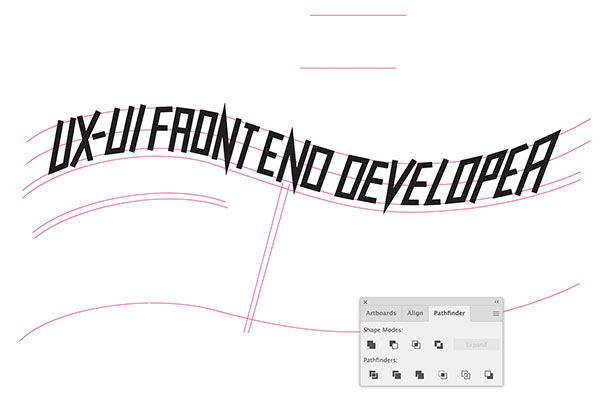 UX-UI FRONT END DEVELOPER
Artboards Align Pathfinder
Shape Modes:
Expand
Pathfinders: